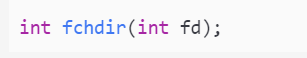 int fchdir(int fd);